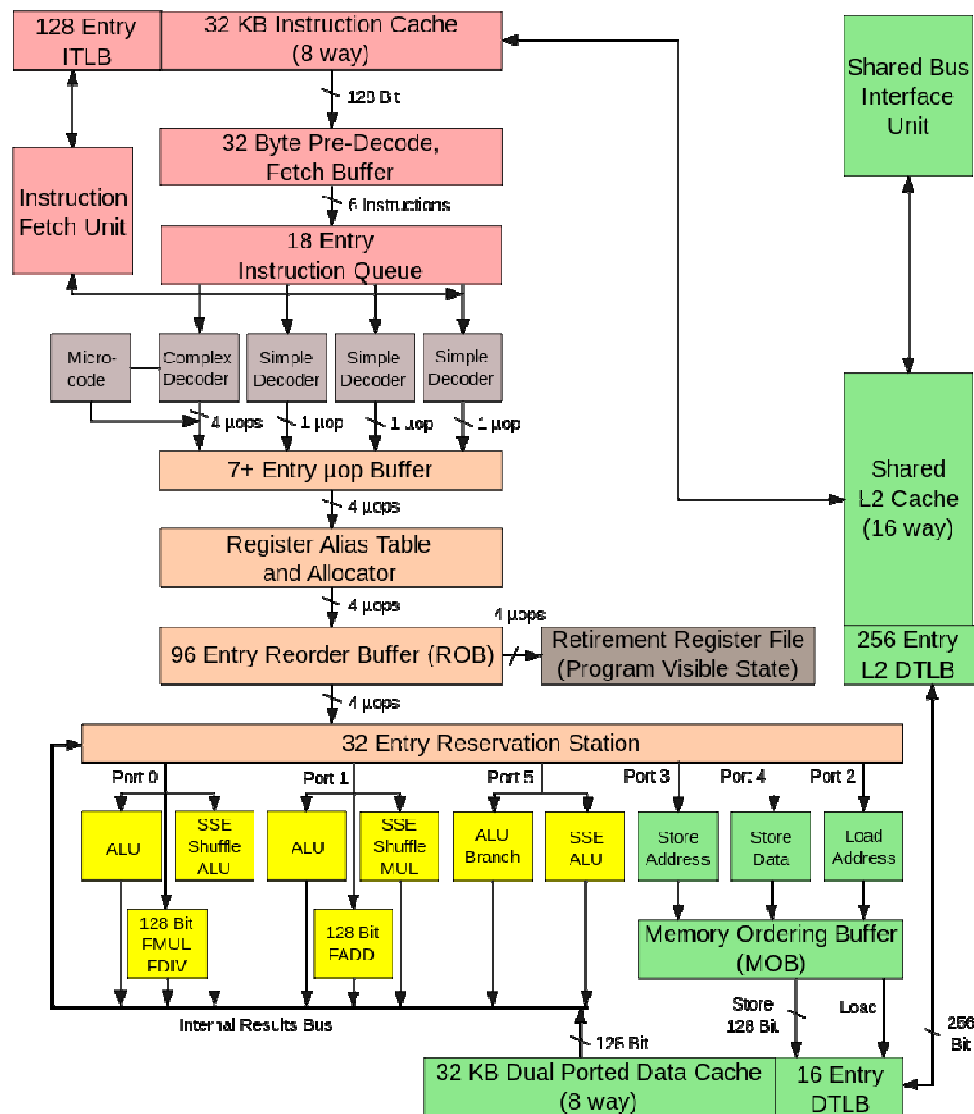 128 Entry
ITLB
32 KB Instruction Cache
(8 way)
128 Bit
32 Byte Pre-Decode,
Fetch Buffer
Instruction
Fetch Unit
6 Instructions
18 Entry
Instruction Queue
Micro-
code
Complex
Decoder
Simple
Decoder
Simple
Decoder
Simple
Decoder
4 µops
1 µop
1 µop
1 µop
7+ Entry µop Buffer
4 µops
Register Alias Table
and Allocator
4 µops
4 µops
96 Entry Reorder Buffer (ROB)
Retirement Register File
(Program Visible State)
4 µops
32 Entry Reservation Station
Port 0
Port 1
Port 5
Port 3
Port 4
Port 2
ALU
SSE
Shuffle
ALU
ALU
SSE
Shuffle
MUL
ALU
Branch
SSE
ALU
Store
Address
Store
Data
Load
Address
128 Bit
FMUL
FDIV
128 Bit
FADD
Memory Ordering Buffer
(MOB)
Internal Results Bus
Store
128 Bit
Load
128 Bit
256
Bit
32 KB Dual Ported Data Cache
(8 way)
16 Entry
DTLB
Shared Bus
Interface
Unit
Shared
L2 Cache
(16 way)
256 Entry
L2 DTLB